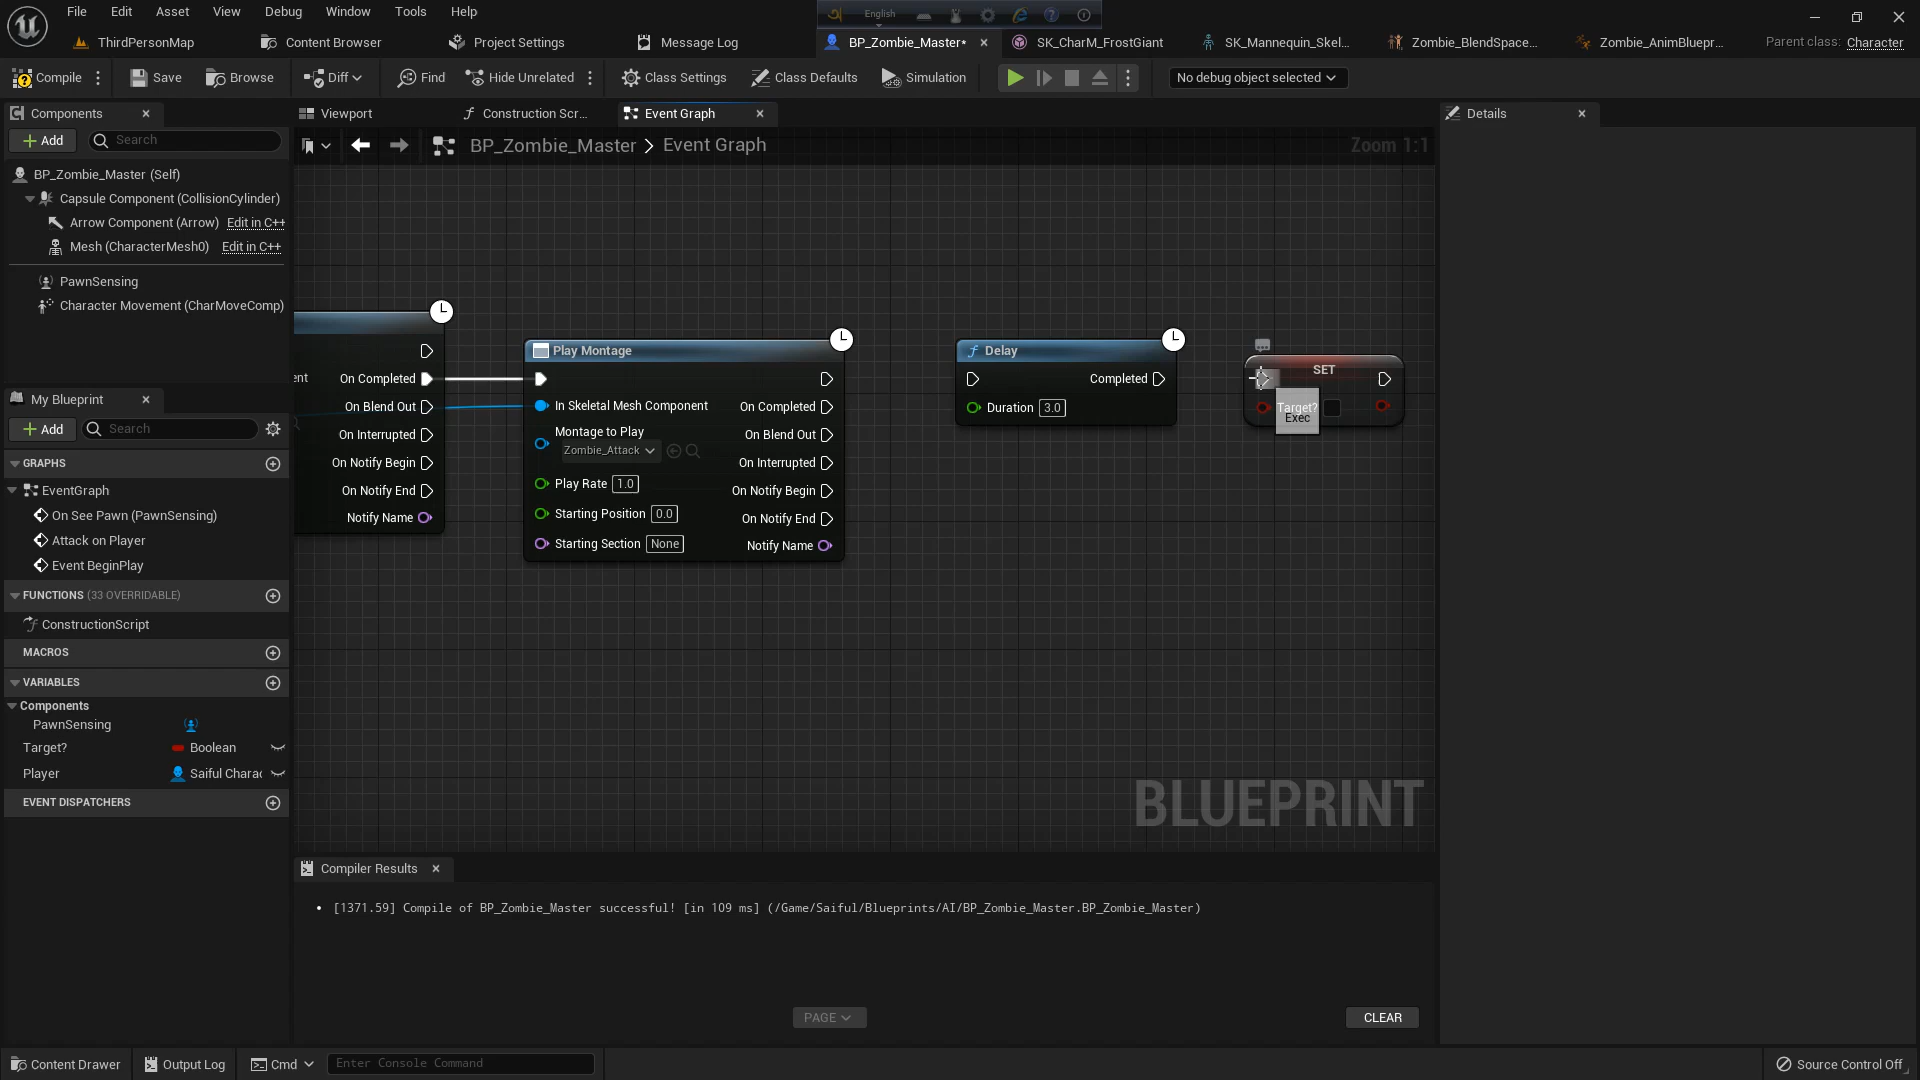 File Edit Asset View Debug Window Tools Help
English
ThirdPersonMap Content Browser Project Settings Message Log BP_Zombie_Master* SK_CharM_FrostGiant SK_Mannequin_Skel... Zombie_BlendSpace... Zombie_AnimBluepr... Parent class: Character
Compile Save Browse Diff Find Hide Unrelated Class Settings Class Defaults Simulation No debug object selected
Components
Viewport Construction Scr... Event Graph
Details
Add Search
BP_Zombie_Master > Event Graph
Zoom 1:1
BP_Zombie_Master (Self)
Capsule Component (CollisionCylinder)
Arrow Component (Arrow) Edit in C++
Mesh (CharacterMesh0) Edit in C++
PawnSensing
Character Movement (CharMoveComp)
My Blueprint
Add Search
GRAPHS
EventGraph
On See Pawn (PawnSensing)
Attack on Player
Event BeginPlay
FUNCTIONS (33 OVERRIDABLE)
ConstructionScript
MACROS
VARIABLES
Components
PawnSensing
Target? Boolean
Player Saiful Charac
EVENT DISPATCHERS
ent On Completed
On Blend Out
On Interrupted
On Notify Begin
On Notify End
Notify Name
Play Montage
In Skeletal Mesh Component On Completed
Montage to Play On Blend Out
Zombie_Attack
On Interrupted
Play Rate 1.0 On Notify Begin
Starting Position 0.0 On Notify End
Starting Section None Notify Name
Delay
Completed
Duration 3.0
SET
Target?
Exec
BLUEPRINT
Compiler Results
• [1371.59] Compile of BP_Zombie_Master successful! [in 109 ms] (/Game/Saiful/Blueprints/AI/BP_Zombie_Master.BP_Zombie_Master)
PAGE CLEAR
Content Drawer Output Log Cmd Enter Console Command Source Control Off